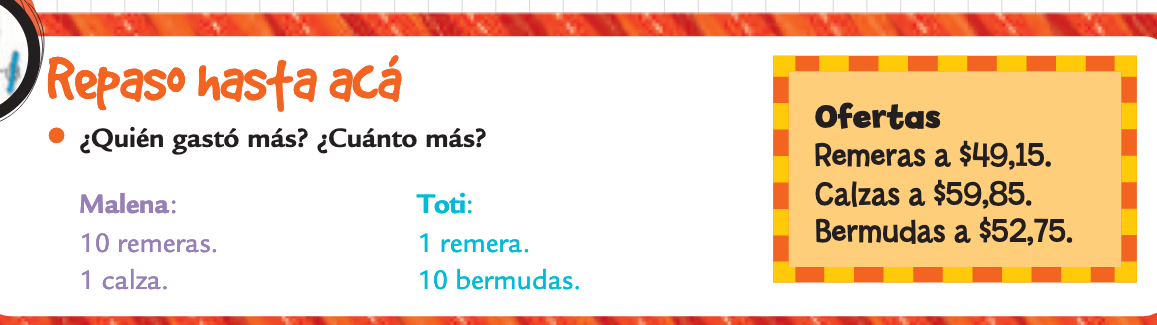 Repaso hasta acá
● ¿Quién gastó más? ¿Cuánto más?
Malena:
10 remeras.
1 calza.
Toti:
1 remera.
10 bermudas.
Ofertas
Remeras a $49,15.
Calzas a $59,85.
Bermudas a $52,75.